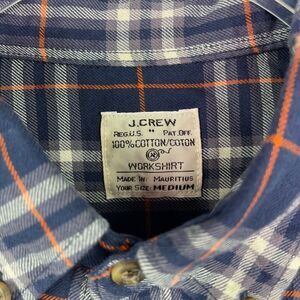 J.CREW
REG.U.S. PAT.OFF.
100%COTTON/COTON
WORKSHIRT
MADE IN MAURITIUS
YOUR SIZE: MEDIUM